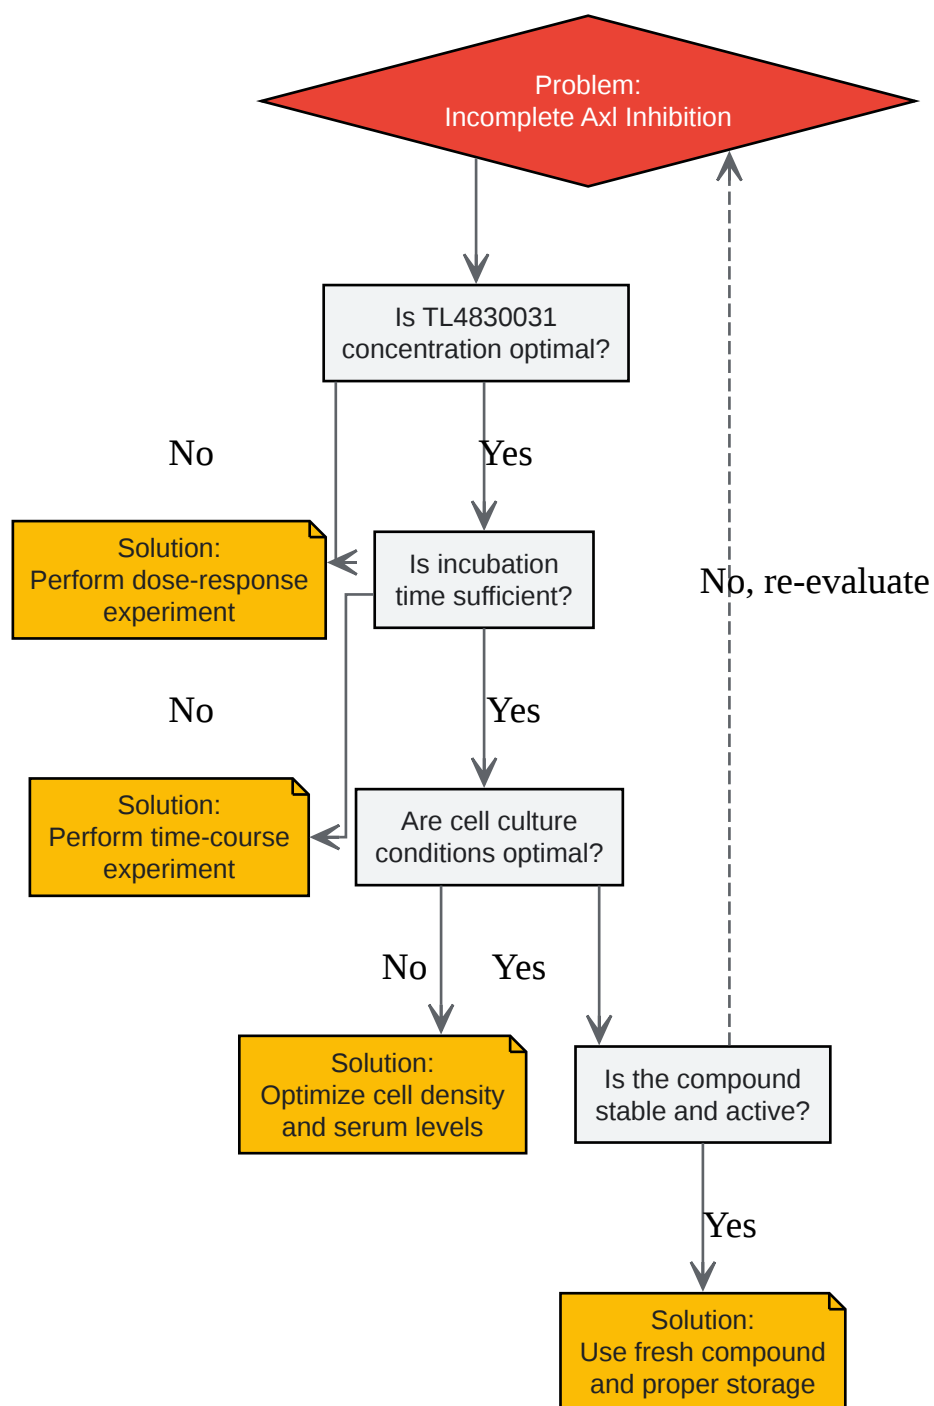 Problem:
Incomplete Axl Inhibition
Is TL4830031
concentration optimal?
No
Yes
Solution:
Perform dose-response
experiment
Is incubation
time sufficient?
No, re-evaluate
No
Yes
Solution:
Perform time-course
experiment
Are cell culture
conditions optimal?
No
Yes
Solution:
Optimize cell density
and serum levels
Is the compound
stable and active?
Yes
Solution:
Use fresh compound
and proper storage